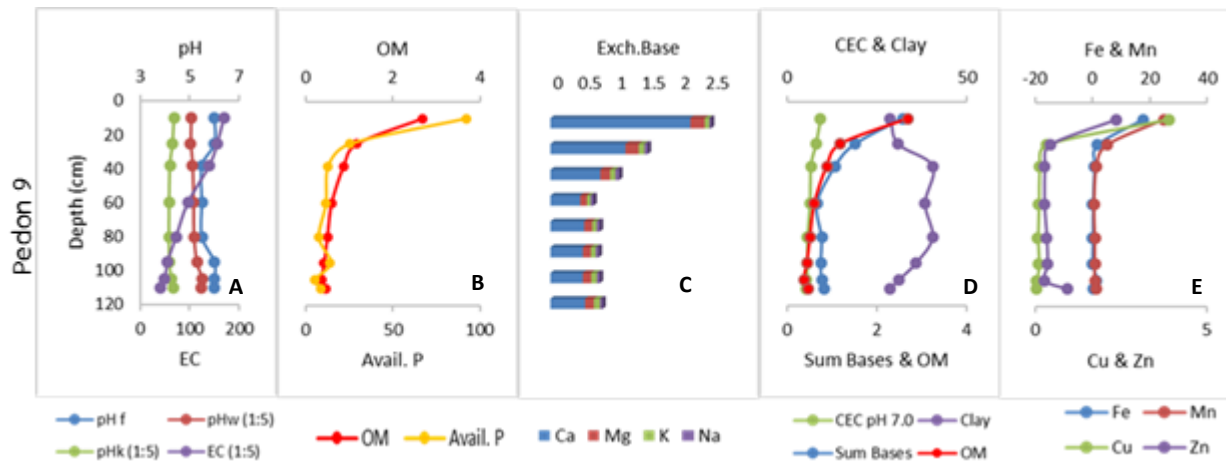 Pedon 9
Depth (cm)
pH
3 5 7
0
20
40
60
80
100
120
A
0 100 200
EC
pH f pHw (1:5)
pHk (1:5) EC (1:5)
OM
0 2 4
B
0 50 100
Avail. P
OM Avail. P
Exch.Base
0 0.5 1 1.5 2 2.5
C
Ca Mg K Na
CEC & Clay
0 50
D
0 2 4
Sum Bases & OM
CEC pH 7.0 Clay
Sum Bases OM
Fe & Mn
-20 0 20 40
E
0 5
Cu & Zn
Fe Mn
Cu Zn